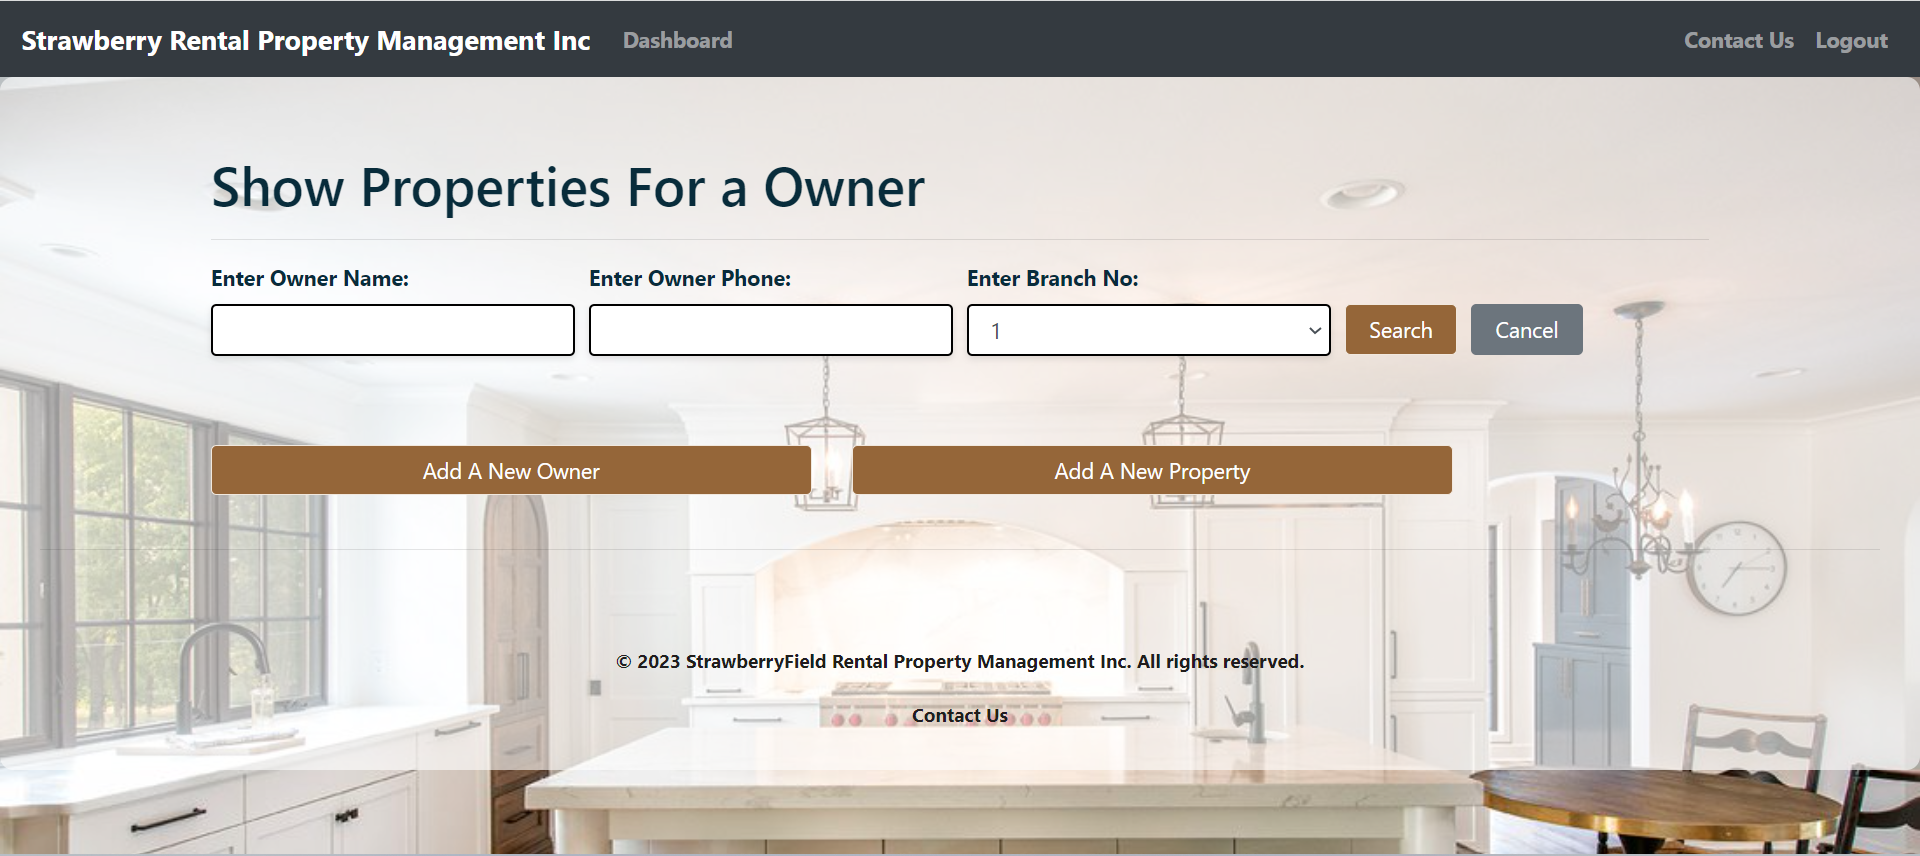 Strawberry Rental Property Management Inc Dashboard Contact Us Logout
Show Properties For a Owner
Enter Owner Name: Enter Owner Phone: Enter Branch No:
1 Search Cancel
Add A New Owner Add A New Property
© 2023 StrawberryField Rental Property Management Inc. All rights reserved.
Contact Us